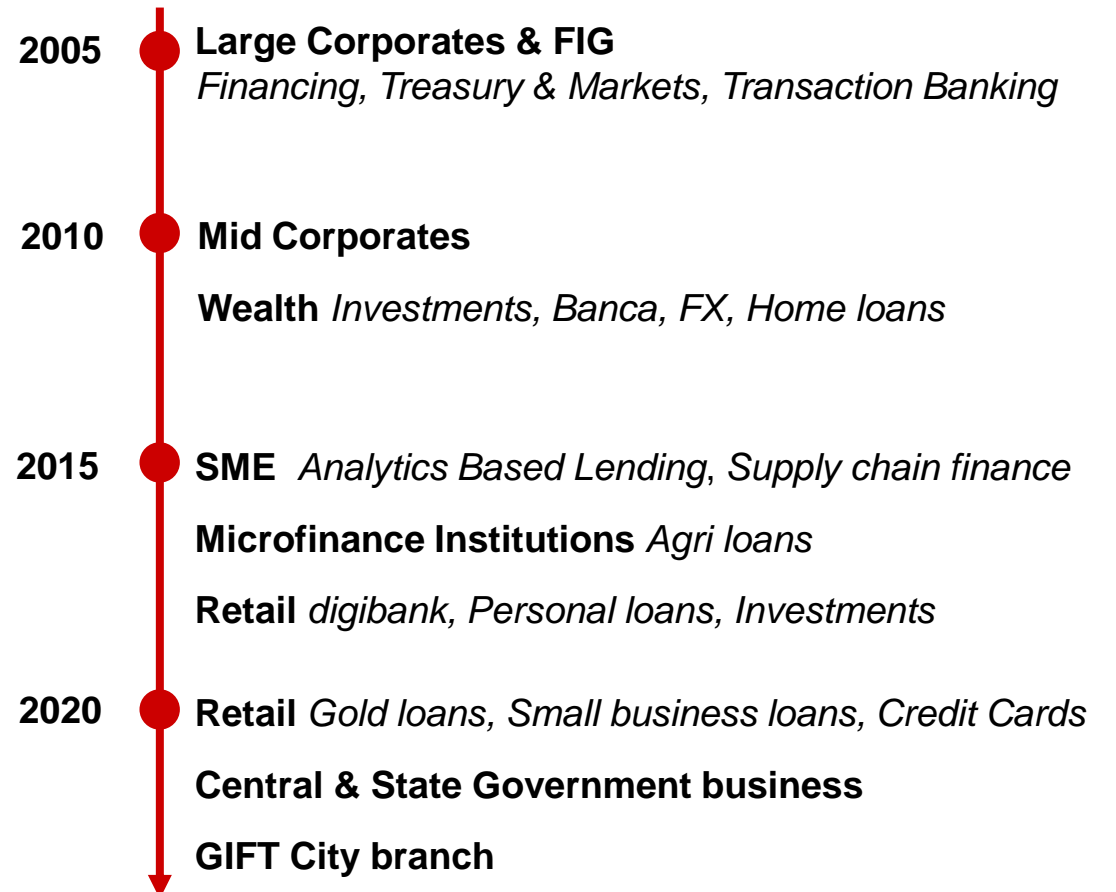 2005 Large Corporates & FIG
Financing, Treasury & Markets, Transaction Banking
2010 Mid Corporates
Wealth Investments, Banca, FX, Home loans
2015 SME Analytics Based Lending, Supply chain finance
Microfinance Institutions Agri loans
Retail digibank, Personal loans, Investments
2020 Retail Gold loans, Small business loans, Credit Cards
Central & State Government business
GIFT City branch